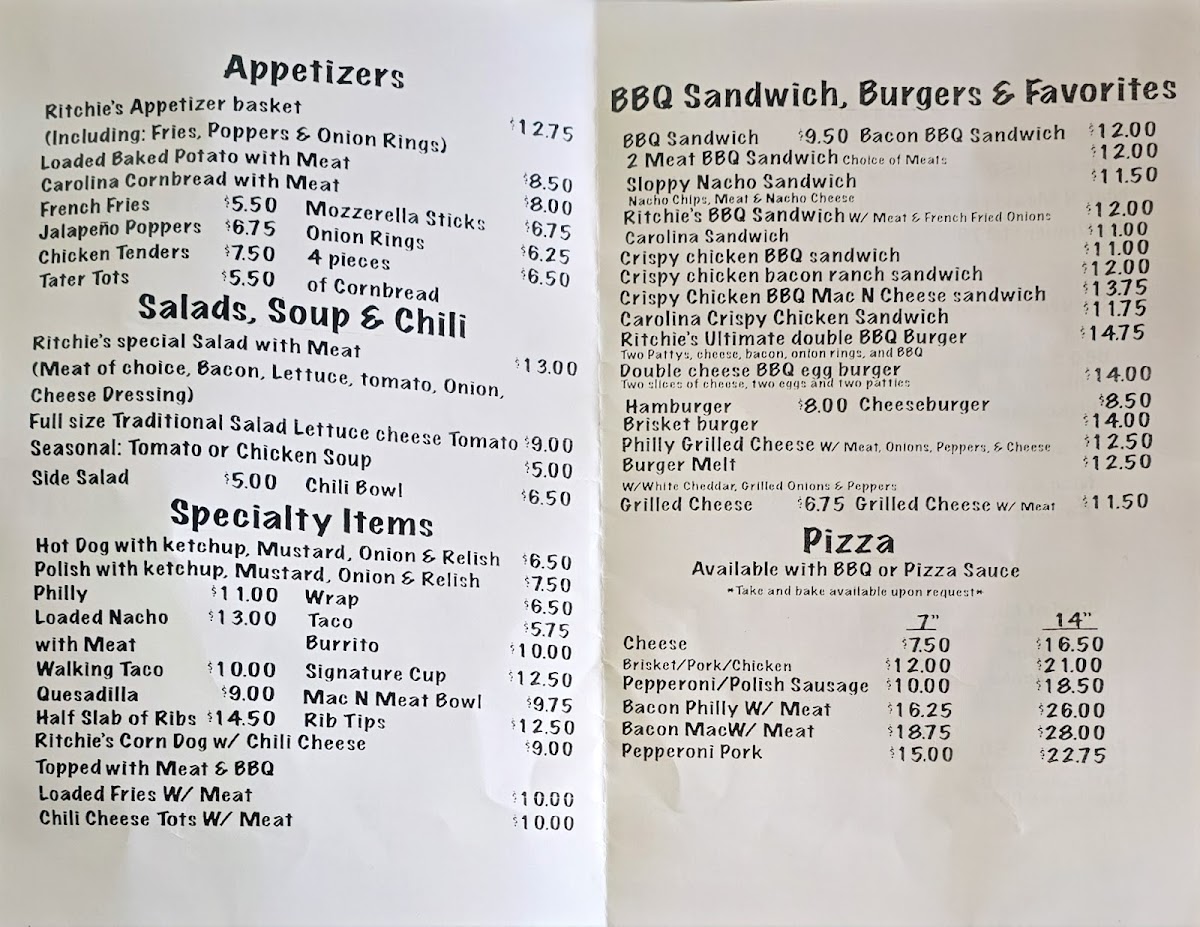 Appetizers
Ritchie's Appetizer basket
(Including: Fries, Poppers & Onion Rings) $12.75
Loaded Baked Potato with Meat
Carolina Cornbread with Meat $8.50
French Fries $5.50 Mozzerella Sticks $8.00
Jalapeño Poppers $6.75 Onion Rings $6.75
Chicken Tenders $7.50 4 pieces $6.25
Tater Tots $5.50 of Cornbread $6.50
Salads, Soup & Chili
Ritchie's special Salad with Meat
(Meat of choice, Bacon, Lettuce, tomato, Onion, $13.00
Cheese Dressing)
Full size Traditional Salad Lettuce cheese Tomato $9.00
Seasonal: Tomato or Chicken Soup $5.00
Side Salad $5.00 Chili Bowl $6.50
Specialty Items
Hot Dog with ketchup, Mustard, Onion & Relish $6.50
Polish with ketchup, Mustard, Onion & Relish $7.50
Philly $11.00 Wrap $6.50
Loaded Nacho $13.00 Taco $5.75
with Meat Burrito $10.00
Walking Taco $10.00 Signature Cup $12.50
Quesadilla $9.00 Mac N Meat Bowl $9.75
Half Slab of Ribs $14.50 Rib Tips $12.50
Ritchie's Corn Dog w/ Chili Cheese $9.00
Topped with Meat & BBQ
Loaded Fries W/ Meat $10.00
Chili Cheese Tots W/ Meat $10.00
BBQ Sandwich, Burgers & Favorites
BBQ Sandwich $9.50 Bacon BBQ Sandwich $12.00
2 Meat BBQ Sandwich Choice of Meats $12.00
Sloppy Nacho Sandwich $11.50
Nacho Chips, Meat & Nacho Cheese
Ritchie's BBQ Sandwich W/ Meat & French Fried Onions $12.00
Carolina Sandwich $11.00
Crispy chicken BBQ sandwich $11.00
Crispy chicken bacon ranch sandwich $12.00
Crispy Chicken BBQ Mac N Cheese sandwich $13.75
Carolina Crispy Chicken Sandwich $11.75
Ritchie's Ultimate double BBQ Burger $14.75
Two Pattys, cheese, bacon, onion rings, and BBQ
Double cheese BBQ egg burger $14.00
Two slices of cheese, two eggs and two patties
Hamburger $8.00 Cheeseburger $8.50
Brisket burger $14.00
Philly Grilled Cheese W/ Meat, Onions, Peppers, & Cheese $12.50
Burger Melt $12.50
W/White Cheddar, Grilled Onions & Peppers
Grilled Cheese $6.75 Grilled Cheese W/ Meat $11.50
Pizza
Available with BBQ or Pizza Sauce
*Take and bake available upon request*
7" 14"
Cheese $7.50 $16.50
Brisket/Pork/Chicken $12.00 $21.00
Pepperoni/Polish Sausage $10.00 $18.50
Bacon Philly W/ Meat $16.25 $26.00
Bacon MacW/ Meat $18.75 $28.00
Pepperoni Pork $15.00 $22.75